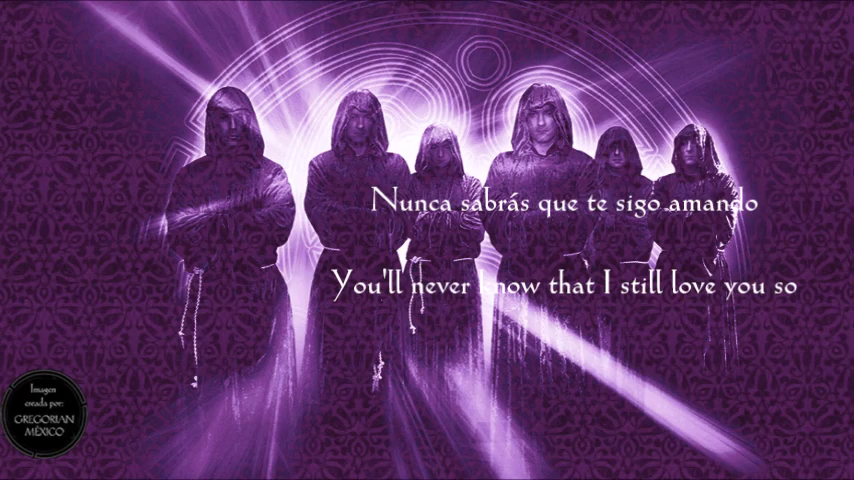 Nunca sabrás que te sigo amando
You'll never know that I still love you so
Imagen
creada por:
GREGORIAN
MÉXICO